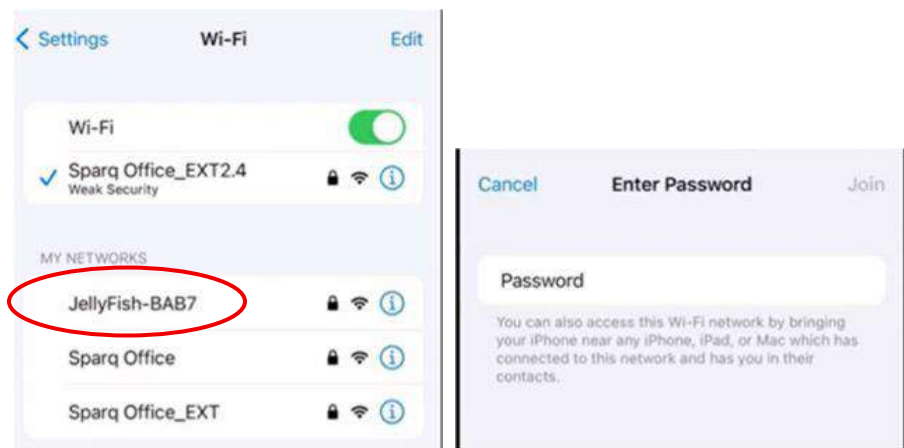 Settings Wi-Fi Edit
Wi-Fi
Sparq Office_EXT2.4
Weak Security
MY NETWORKS
JellyFish-BAB7
Sparq Office
Sparq Office_EXT
Cancel Enter Password Join
Password
You can also access this Wi-Fi network by bringing
your iPhone near any iPhone, iPad, or Mac which has
connected to this network and has you in their
contacts.